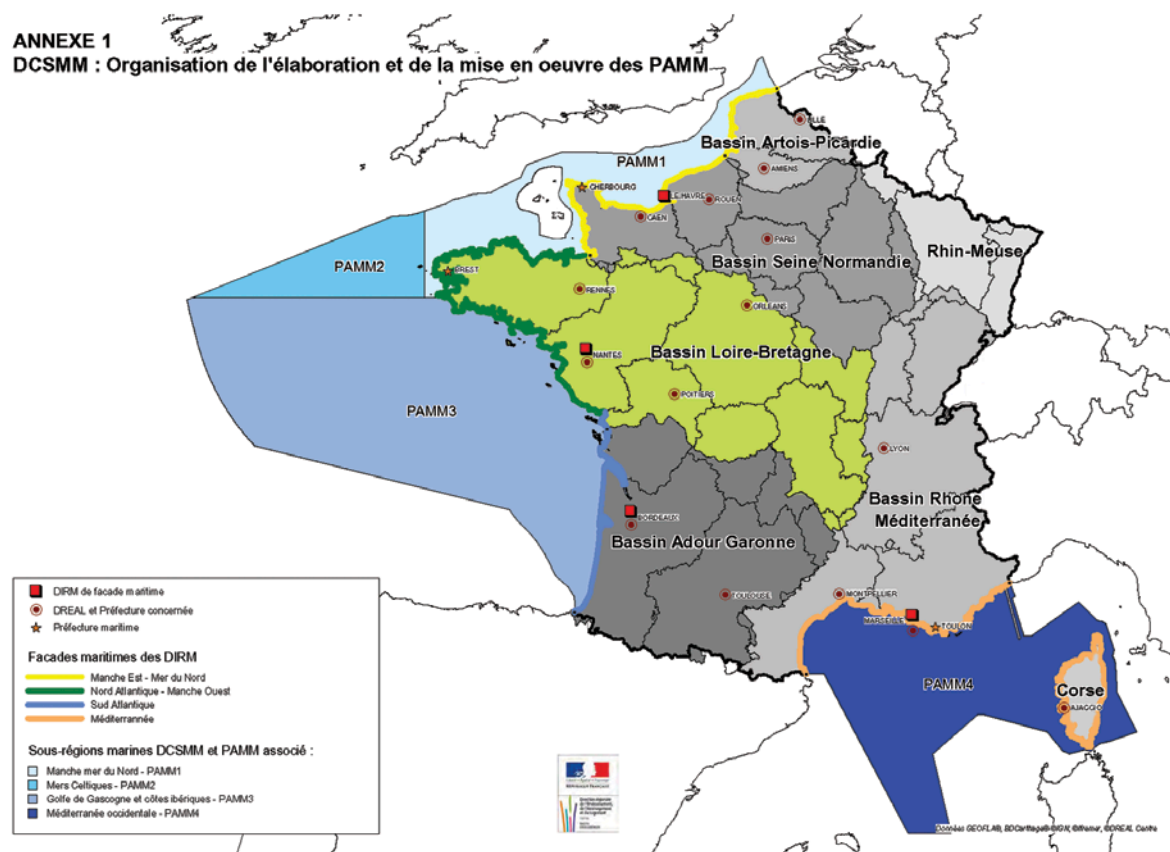 ANNEXE 1
DCSMM : Organisation de l'élaboration et de la mise en oeuvre des PAMM
LILLE
Bassin Artois-Picardie
PAMM1
AMIENS
CHERBOURG
LE HAVRE
ROUEN
CAEN
PARIS
Rhin-Meuse
Bassin Seine Normandie
PAMM2
BREST
RENNES
ORLEANS
NANTES
Bassin Loire-Bretagne
POITIERS
PAMM3
LYON
Bassin Rhone
Méditerranée
BORDEAUX
Bassin Adour Garonne
TOULOUSE
MONTPELLIER
MARSEILLE
TOULON
PAMM4
Corse
AJACCIO
DIRM de facade maritime
DREAL et Préfecture concernée
Préfecture maritime
Facades maritimes des DIRM
Manche Est - Mer du Nord
Nord Atlantique - Manche Ouest
Sud Atlantique
Méditerrannée
Sous-régions marines DCSMM et PAMM associé :
Manche mer du Nord - PAMM1
Mers Celtiques - PAMM2
Golfe de Gascogne et côtes ibériques - PAMM3
Méditerranée occidentale - PAMM4